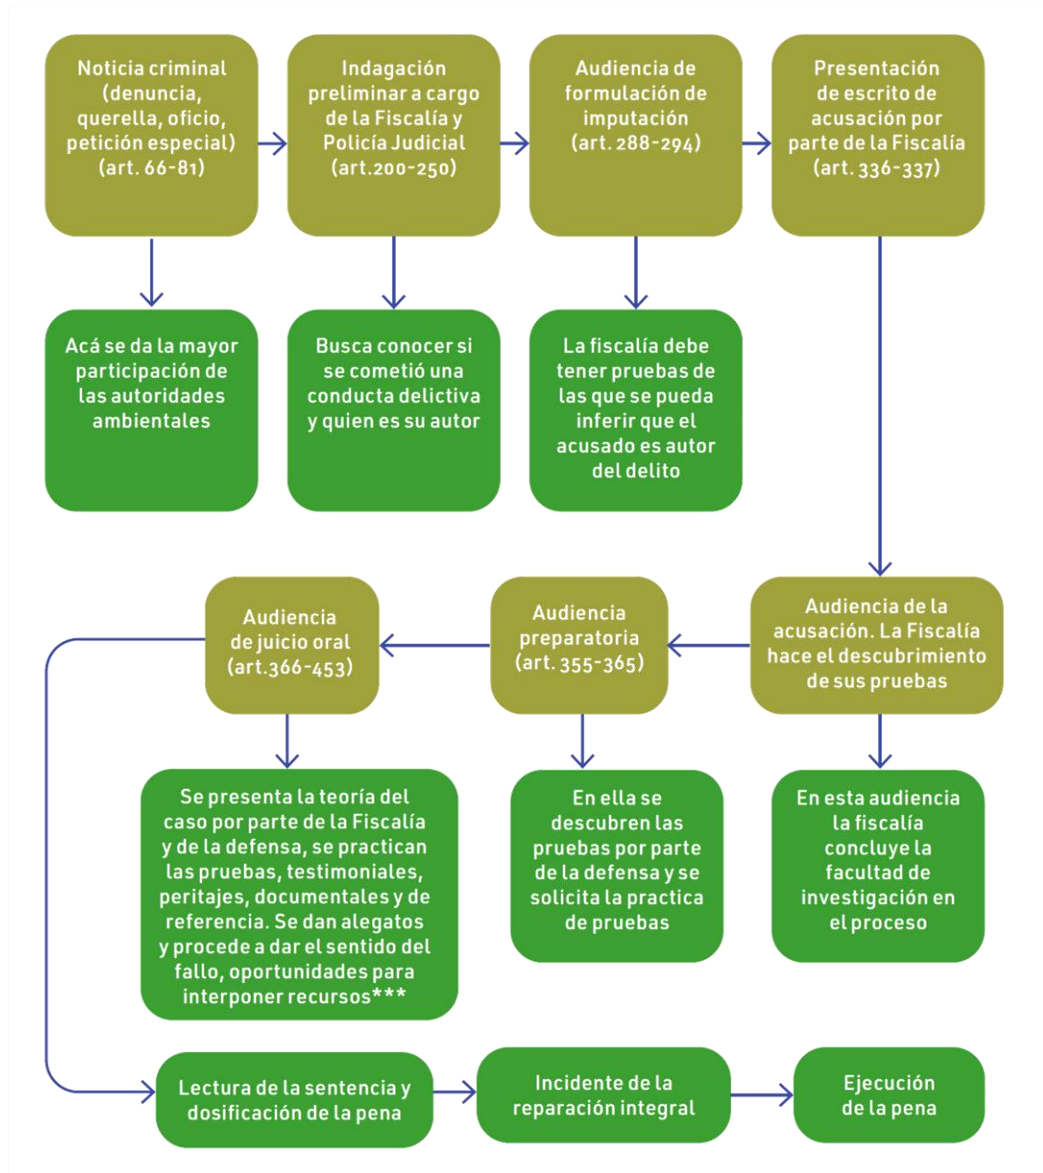 Noticia criminal
(denuncia,
querella, oficio,
petición especial)
(art. 66-81)
Indagación
preliminar a cargo
de la Fiscalía y
Policía Judicial
(art.200-250)
Audiencia de
formulación de
imputación
(art. 288-294)
Presentación
de escrito de
acusación por
parte de la Fiscalía
(art. 336-337)
Acá se da la mayor
participación de
las autoridades
ambientales
Busca conocer si
se cometió una
conducta delictiva
y quien es su autor
La fiscalía debe
tener pruebas de
las que se pueda
inferir que el
acusado es autor
del delito
Audiencia de la
acusación. La Fiscalía
hace el descubrimiento
de sus pruebas
Audiencia
preparatoria
(art. 355-365)
Audiencia
de juicio oral
(art.366-453)
Se presenta la teoría del
caso por parte de la Fiscalía
y de la defensa, se practican
las pruebas, testimoniales,
peritajes, documentales y de
referencia. Se dan alegatos
y procede a dar el sentido del
fallo, oportunidades para
interponer recursos***
En ella se
descubren las
pruebas por parte
de la defensa y se
solicita la practica
de pruebas
En esta audiencia
la fiscalía
concluye la
facultad de
investigación en
el proceso
Lectura de la sentencia y
dosificación de la pena
Incidente de la
reparación integral
Ejecución
de la pena